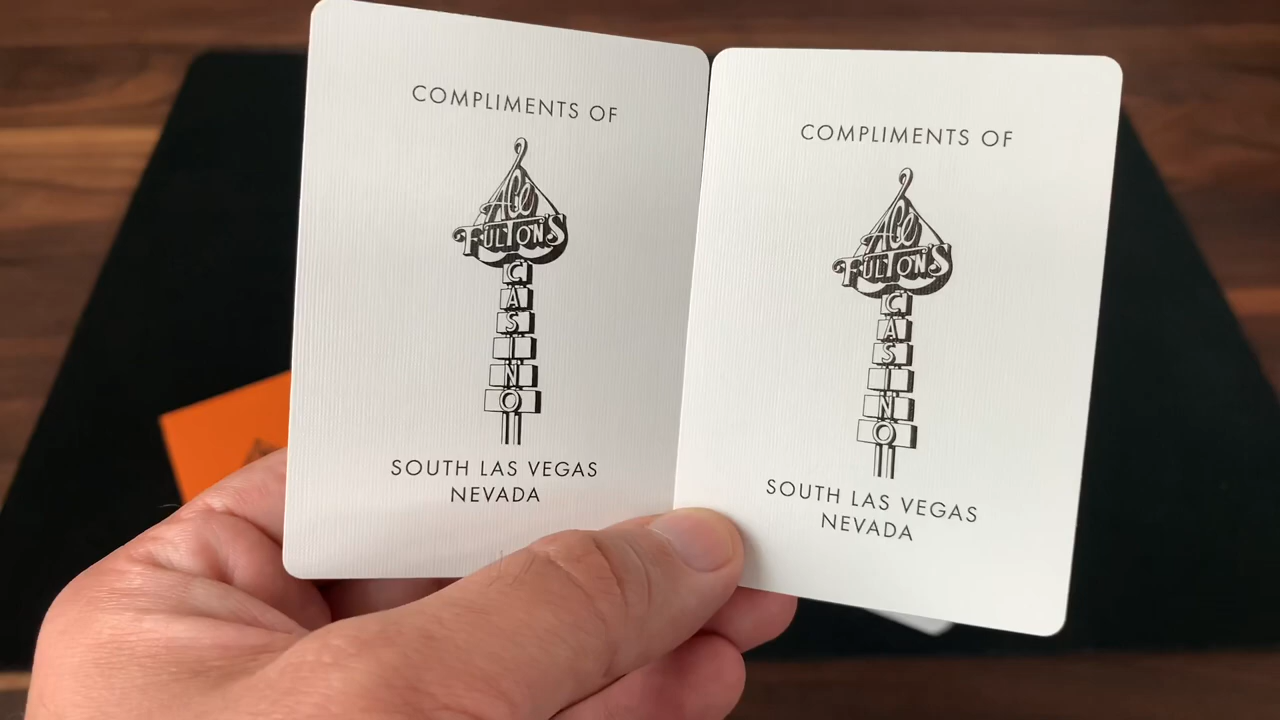 COMPLIMENTS OF
Ace
FULTON'S
CASINO
SOUTH LAS VEGAS
NEVADA
COMPLIMENTS OF
Ace
FULTON'S
CASINO
SOUTH LAS VEGAS
NEVADA